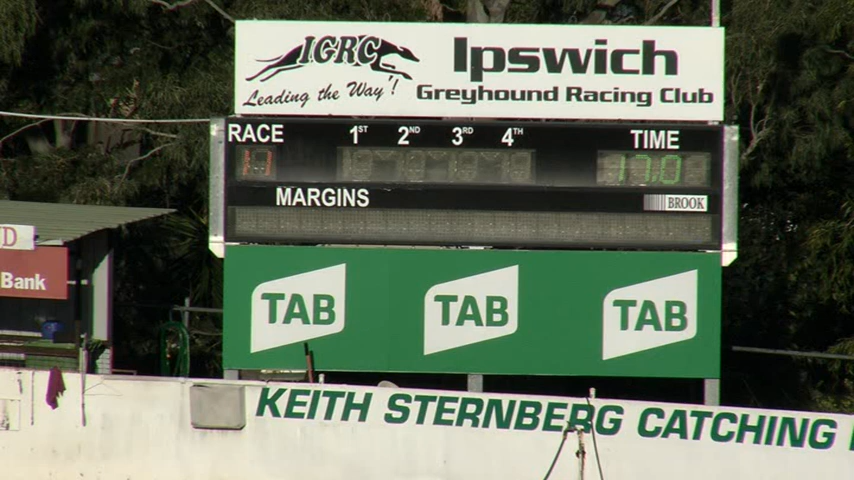 IGRC
Leading the Way!
Ipswich
Greyhound Racing Club
RACE 1ST 2ND 3RD 4TH TIME
11 17.0
MARGINS BROOK
D
Bank
TAB TAB TAB
KEITH STERNBERG CATCHING